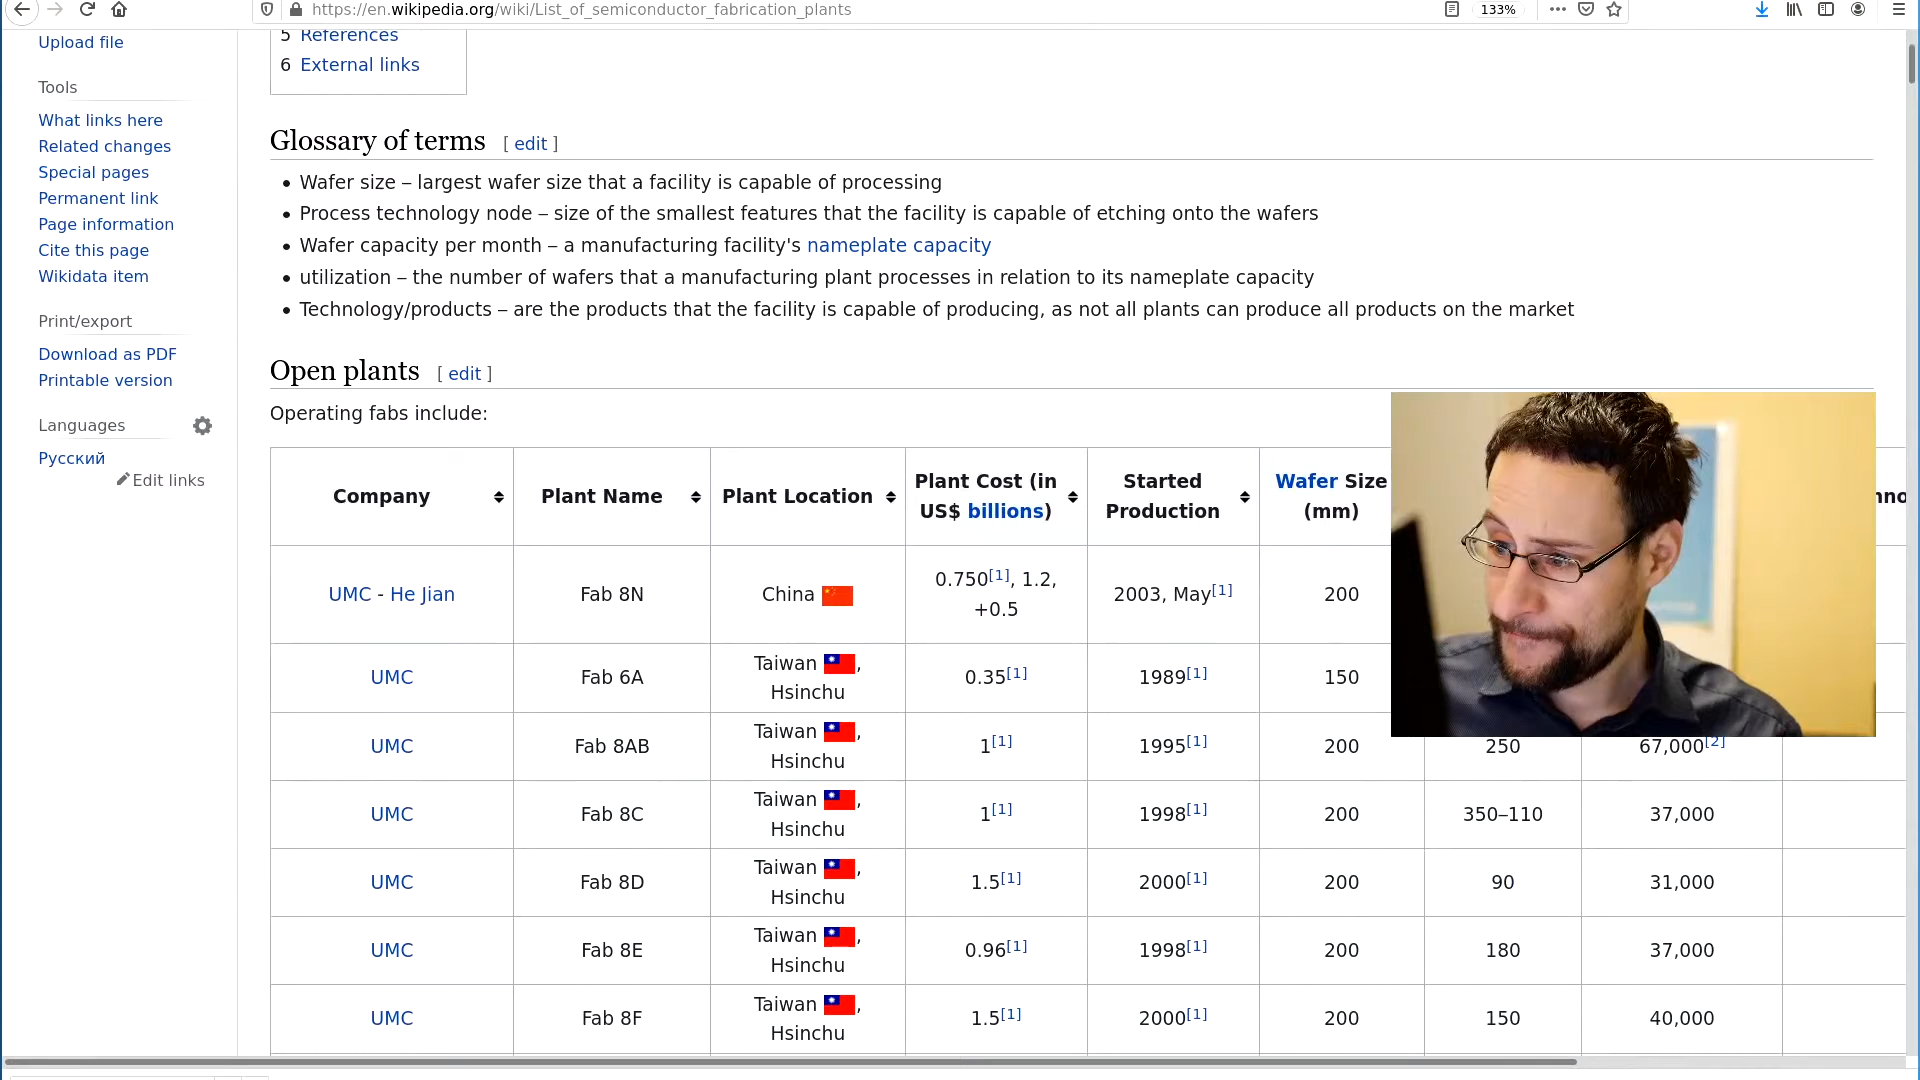 https://en.wikipedia.org/wiki/List_of_semiconductor_fabrication_plants
133%
Upload file
Tools
What links here
Related changes
Special pages
Permanent link
Page information
Cite this page
Wikidata item
Print/export
Download as PDF
Printable version
Languages
Русский
Edit links
5 References
6 External links
Glossary of terms [ edit ]
Wafer size – largest wafer size that a facility is capable of processing
Process technology node – size of the smallest features that the facility is capable of etching onto the wafers
Wafer capacity per month – a manufacturing facility's nameplate capacity
utilization – the number of wafers that a manufacturing plant processes in relation to its nameplate capacity
Technology/products – are the products that the facility is capable of producing, as not all plants can produce all products on the market
Open plants [ edit ]
Operating fabs include:
Company Plant Name Plant Location Plant Cost (in US$ billions) Started Production Wafer Size (mm)
UMC - He Jian Fab 8N China 0.750[1], 1.2, +0.5 2003, May[1] 200
UMC Fab 6A Taiwan, Hsinchu 0.35[1] 1989[1] 150
UMC Fab 8AB Taiwan, Hsinchu 1[1] 1995[1] 200 250 67,000[2]
UMC Fab 8C Taiwan, Hsinchu 1[1] 1998[1] 200 350–110 37,000
UMC Fab 8D Taiwan, Hsinchu 1.5[1] 2000[1] 200 90 31,000
UMC Fab 8E Taiwan, Hsinchu 0.96[1] 1998[1] 200 180 37,000
UMC Fab 8F Taiwan, Hsinchu 1.5[1] 2000[1] 200 150 40,000